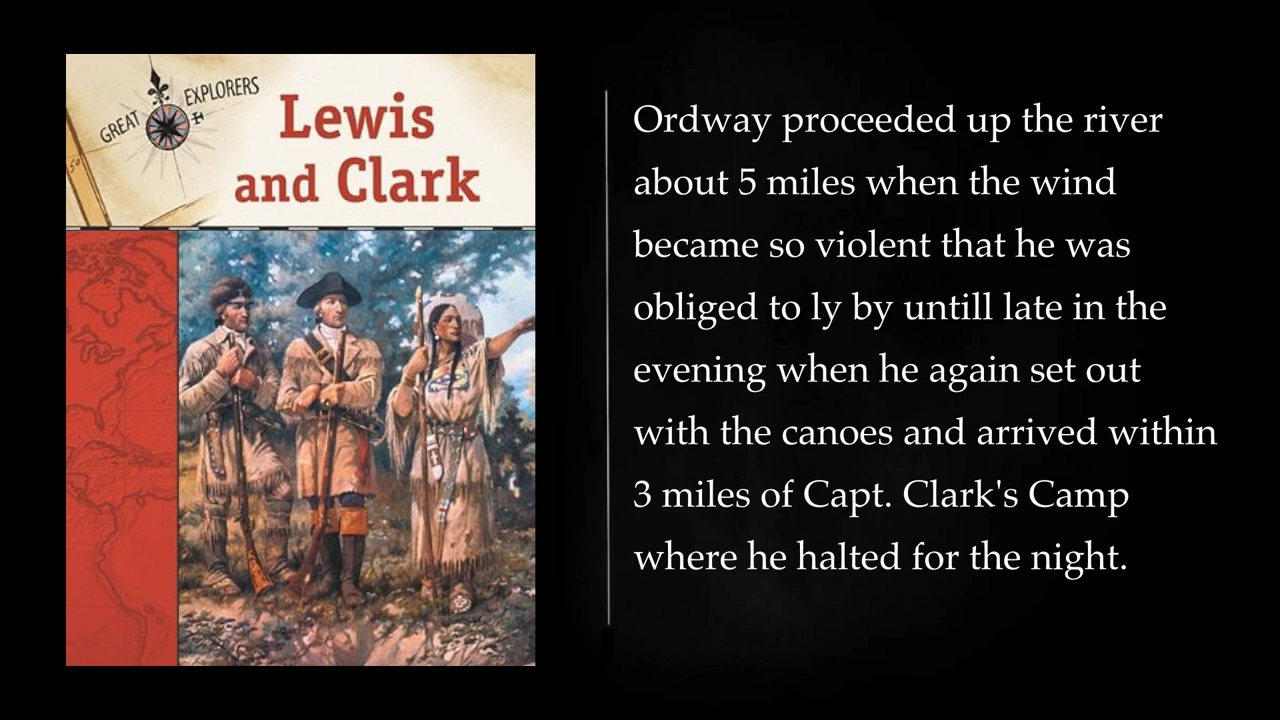 GREAT EXPLORERS
Lewis
and Clark
50
Ordway proceeded up the river
about 5 miles when the wind
became so violent that he was
obliged to ly by untill late in the
evening when he again set out
with the canoes and arrived within
3 miles of Capt. Clark's Camp
where he halted for the night.